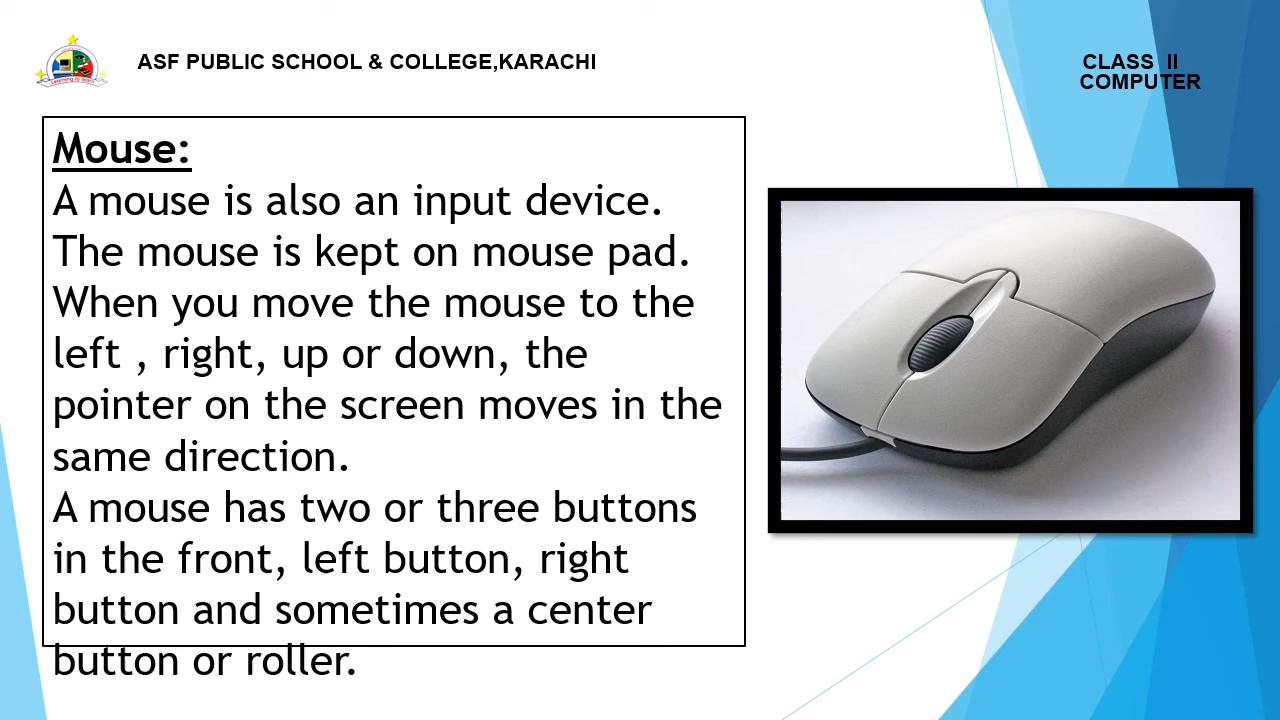 ASF PUBLIC SCHOOL & COLLEGE,KARACHI
CLASS II
COMPUTER
Mouse:
A mouse is also an input device.
The mouse is kept on mouse pad.
When you move the mouse to the
left , right, up or down, the
pointer on the screen moves in the
same direction.
A mouse has two or three buttons
in the front, left button, right
button and sometimes a center
button or roller.